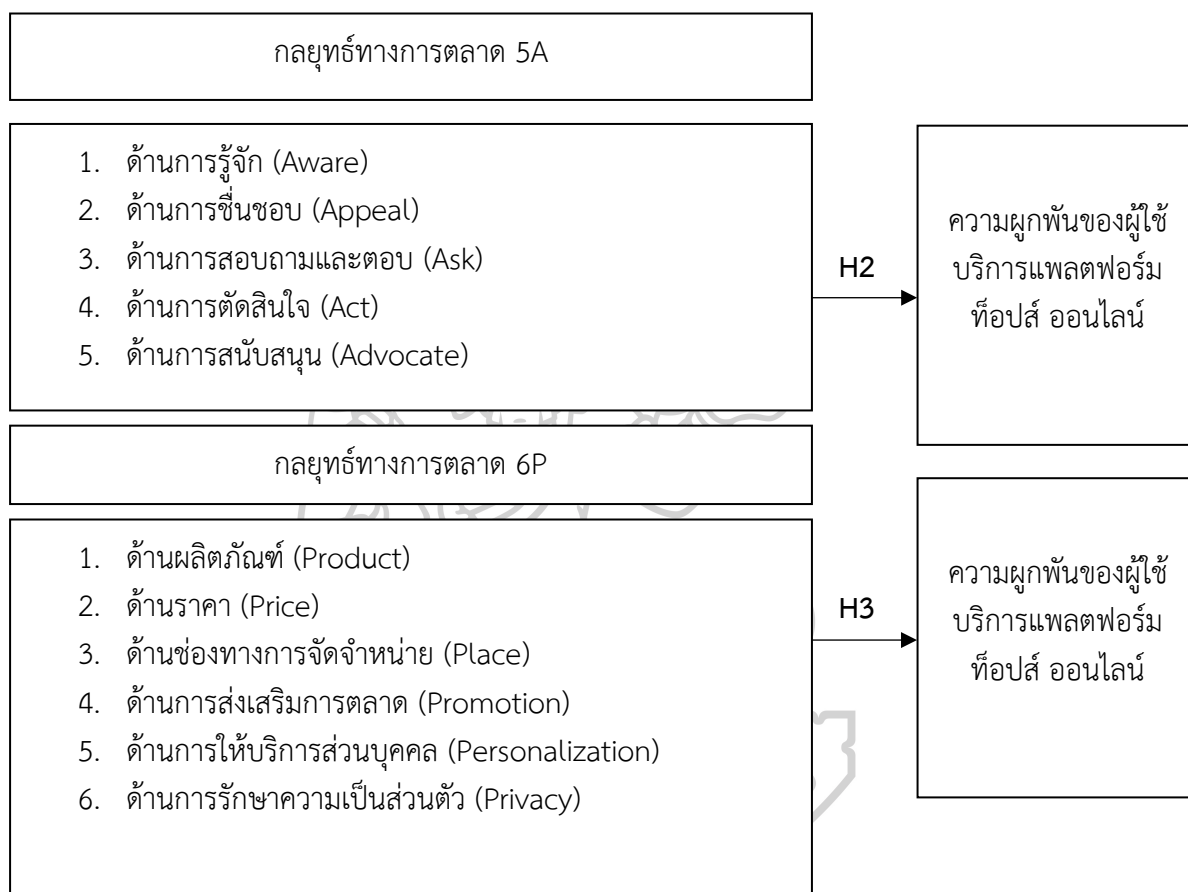 กลยุทธ์ทางการตลาด 5A
1. ด้านการรู้จัก (Aware)
2. ด้านการชื่นชอบ (Appeal)
3. ด้านการสอบถามและตอบ (Ask)
4. ด้านการตัดสินใจ (Act)
5. ด้านการสนับสนุน (Advocate)
H2
ความผูกพันของผู้ใช้
บริการแพลตฟอร์ม
ท็อปส์ ออนไลน์
กลยุทธ์ทางการตลาด 6P
1. ด้านผลิตภัณฑ์ (Product)
2. ด้านราคา (Price)
3. ด้านช่องทางการจัดจำหน่าย (Place)
4. ด้านการส่งเสริมการตลาด (Promotion)
5. ด้านการให้บริการส่วนบุคคล (Personalization)
6. ด้านการรักษาความเป็นส่วนตัว (Privacy)
H3
ความผูกพันของผู้ใช้
บริการแพลตฟอร์ม
ท็อปส์ ออนไลน์